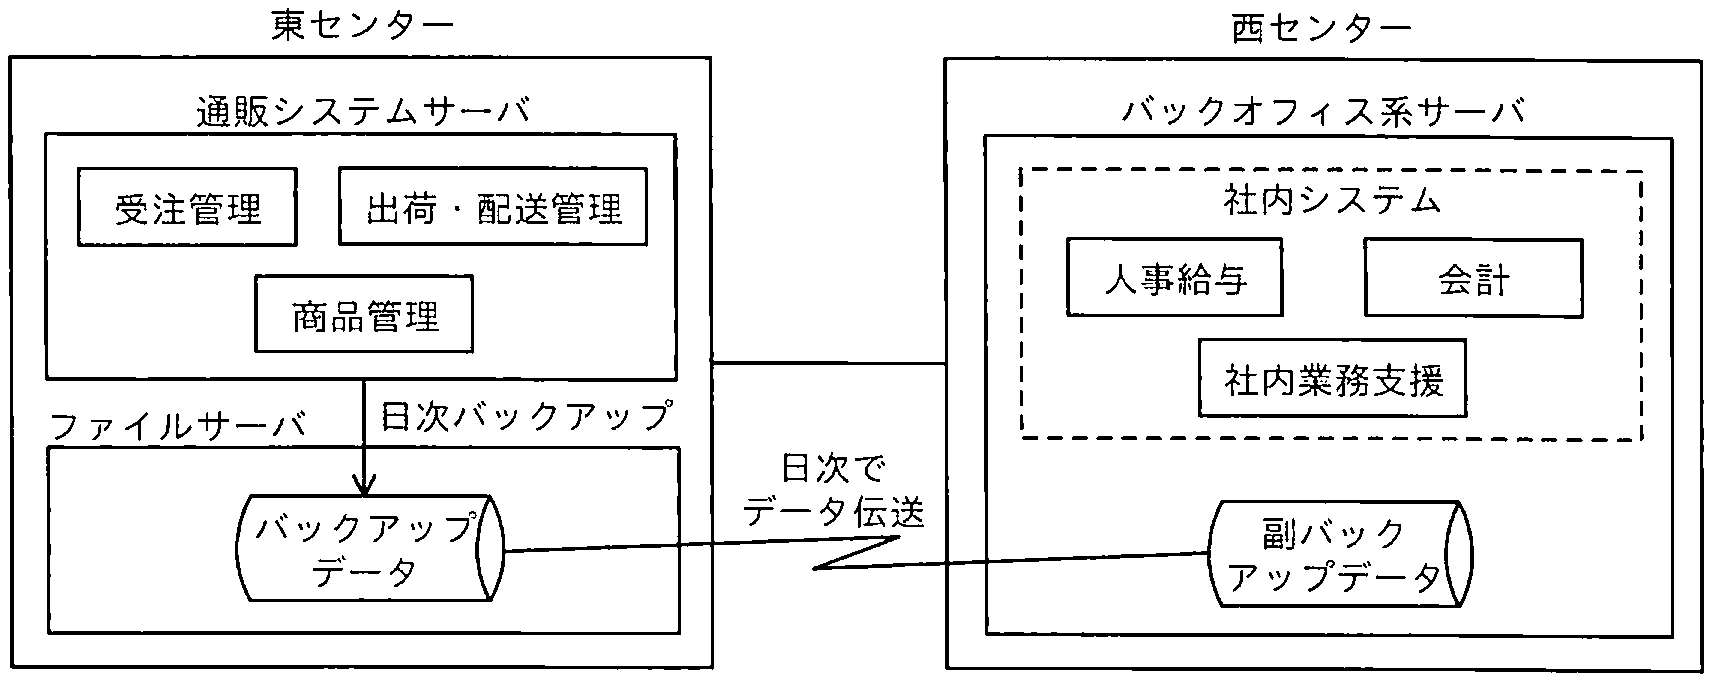 東センター
通販システムサーバ
受注管理
出荷・配送管理
商品管理
日次バックアップ
ファイルサーバ
バックアップ
データ
日次で
データ伝送
西センター
バックオフィス系サーバ
社内システム
人事給与
会計
社内業務支援
副バック
アップデータ